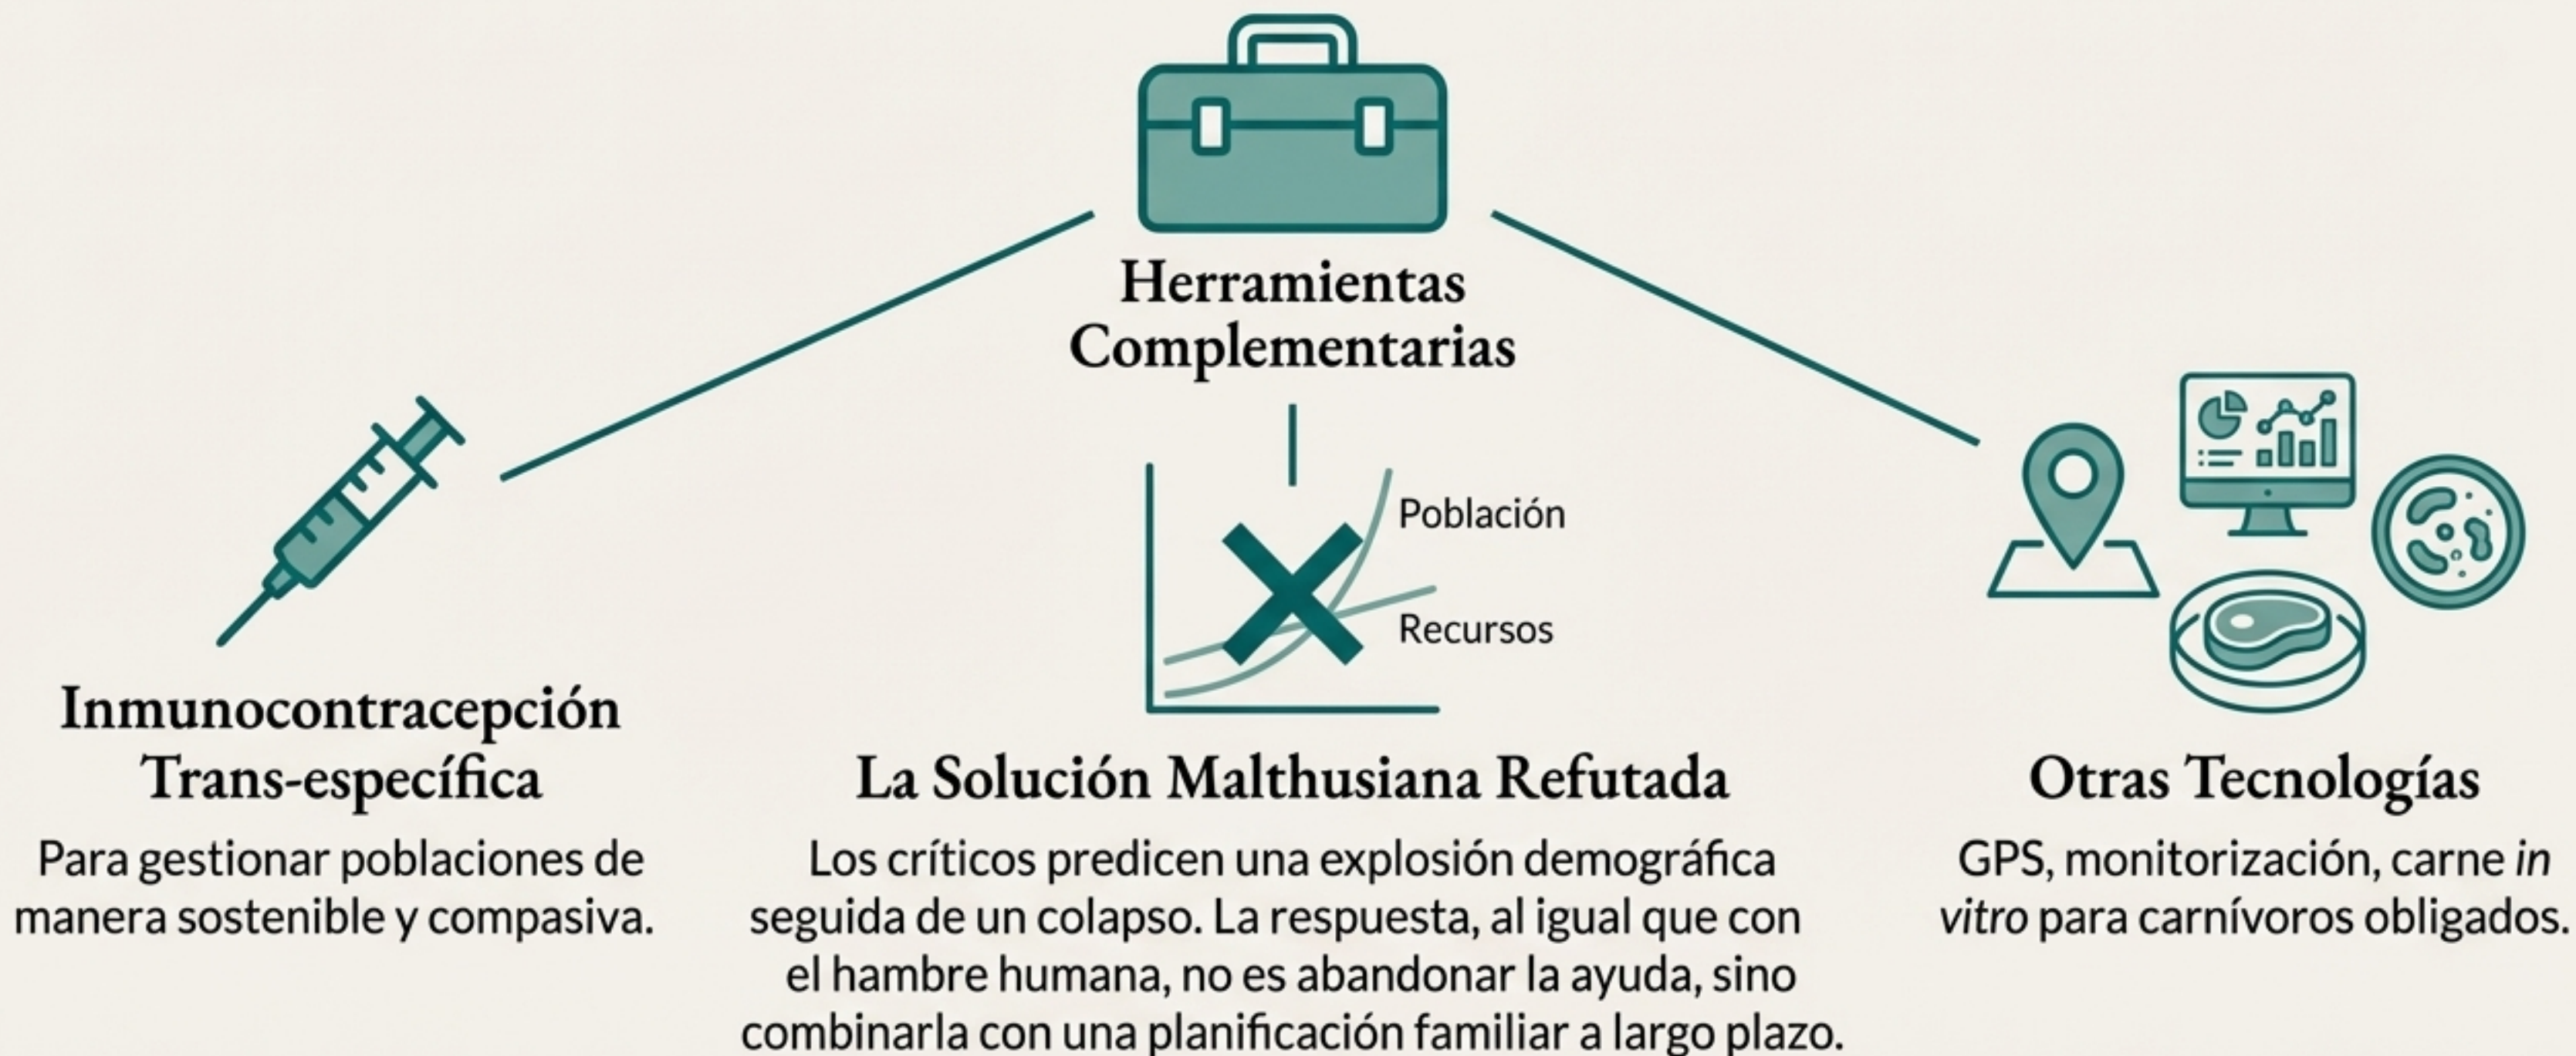 Herramientas
Complementarias
Inmunocontracepción
Trans-específica
Para gestionar poblaciones de
manera sostenible y compasiva.
Población
Recursos
La Solución Malthusiana Refutada
Los críticos predicen una explosión demográfica
seguida de un colapso. La respuesta, al igual que con
el hambre humana, no es abandonar la ayuda, sino
combinarla con una planificación familiar a largo plazo.
Otras Tecnologías
GPS, monitorización, carne in
vitro para carnívoros obligados.